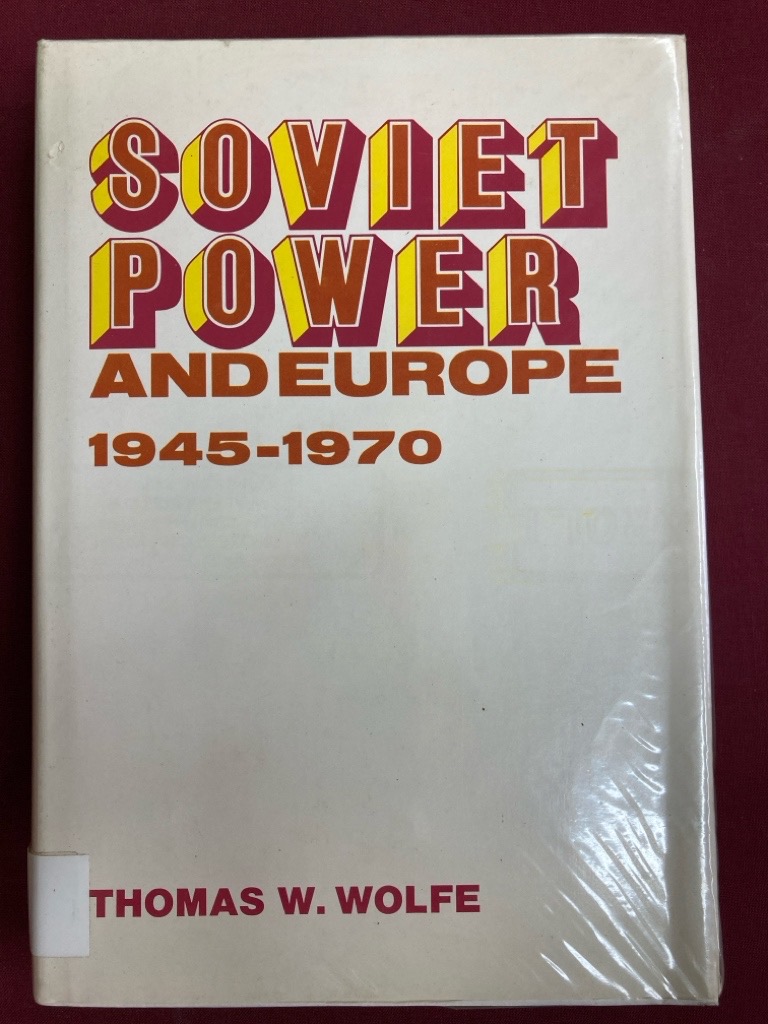 SOVIET
POWER
AND EUROPE
1945-1970
THOMAS W. WOLFE